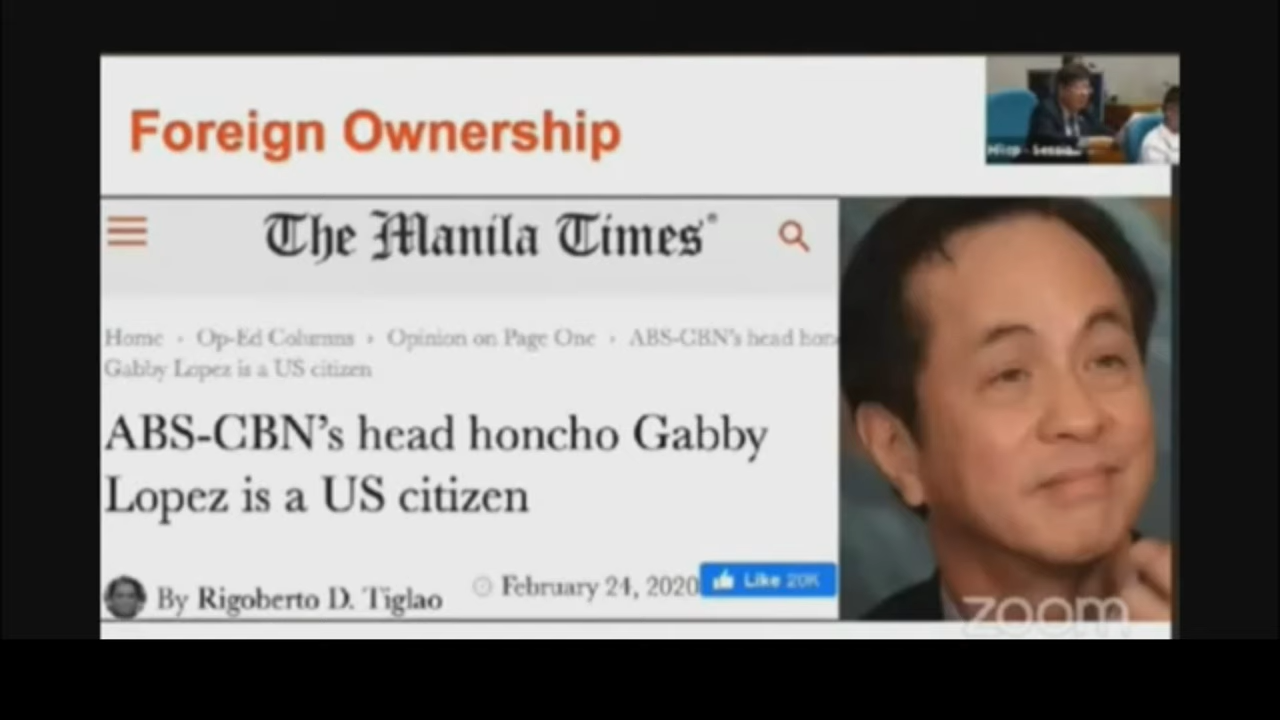 Foreign Ownership
The Manila Times
Home › Op-Ed Columns › Opinion on Page One › ABS-CBN's head hon
Gabby Lopez is a US citizen
ABS-CBN's head honcho Gabby
Lopez is a US citizen
By Rigoberto D. Tiglao
February 24, 2020
Like 20K
zoom